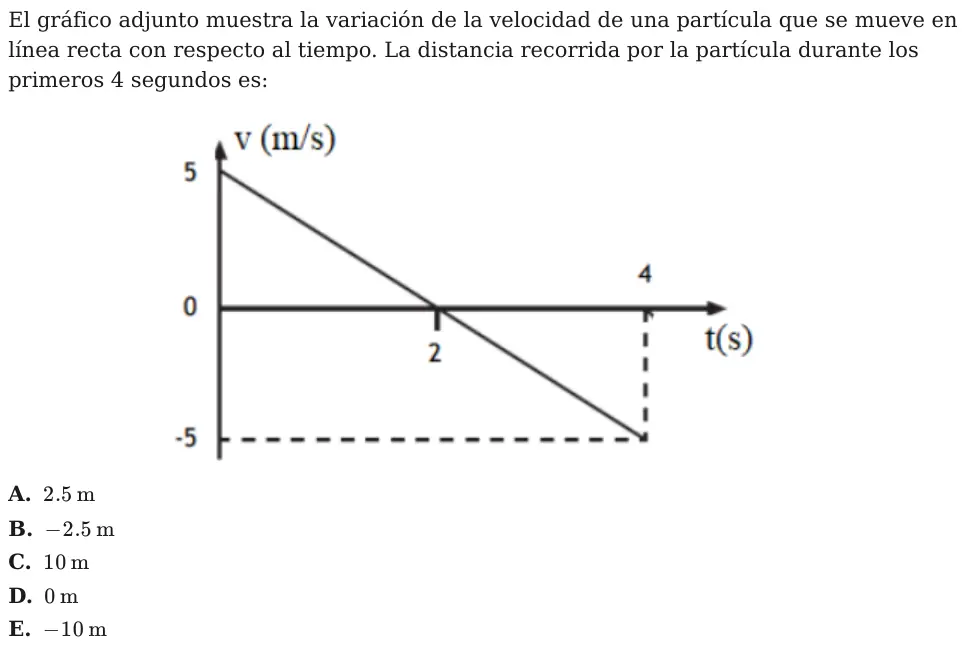 El gráfico adjunto muestra la variación de la velocidad de una partícula que se mueve en
línea recta con respecto al tiempo. La distancia recorrida por la partícula durante los
primeros 4 segundos es:
v (m/s)
5
4
0
t(s)
2
-5
A. 2.5 m
B. −2.5 m
C. 10 m
D. 0 m
E. −10 m